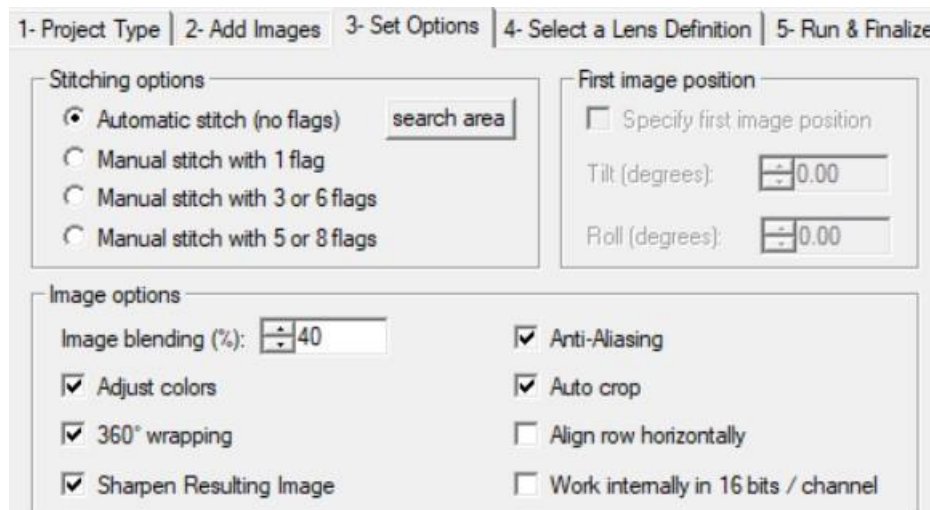 1- Project Type 2- Add Images 3- Set Options 4- Select a Lens Definition 5- Run & Finalize
Stitching options
Automatic stitch (no flags) search area
Manual stitch with 1 flag
Manual stitch with 3 or 6 flags
Manual stitch with 5 or 8 flags
First image position
Specify first image position
Tilt (degrees): 0.00
Roll (degrees): 0.00
Image options
Image blending (%): 40
Adjust colors
360° wrapping
Sharpen Resulting Image
Anti-Aliasing
Auto crop
Align row horizontally
Work internally in 16 bits / channel